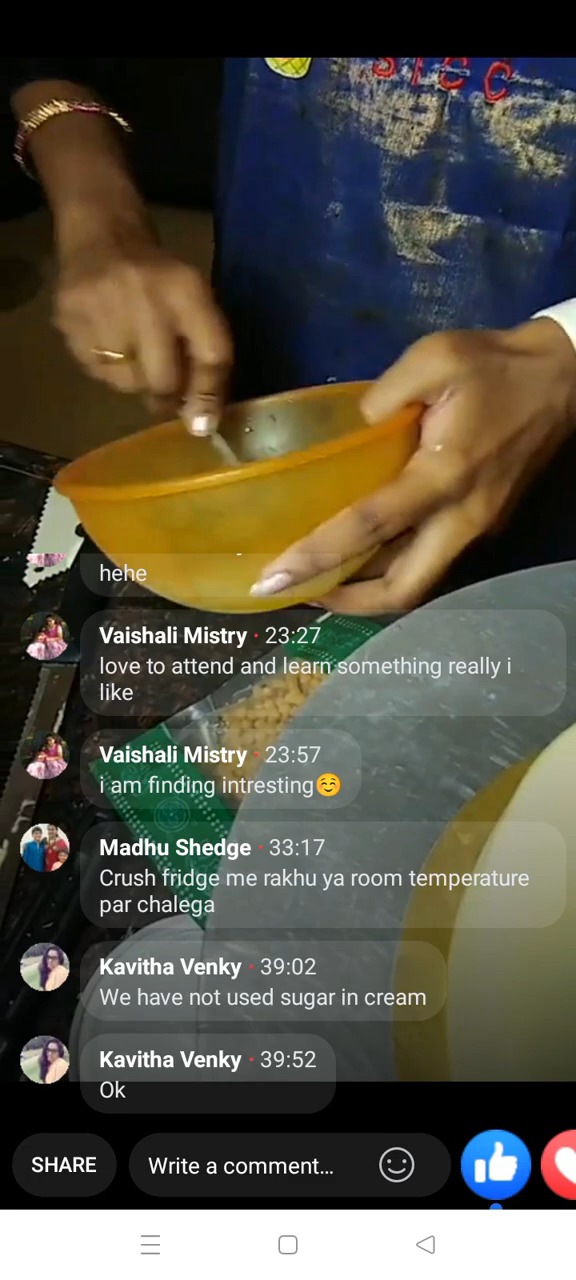 SICC
hehe
Vaishali Mistry · 23:27
love to attend and learn something really i
like
Vaishali Mistry · 23:57
i am finding intresting☺️
Madhu Shedge · 33:17
Crush fridge me rakhu ya room temperature
par chalega
Kavitha Venky · 39:02
We have not used sugar in cream
Kavitha Venky · 39:52
Ok
SHARE
Write a comment...